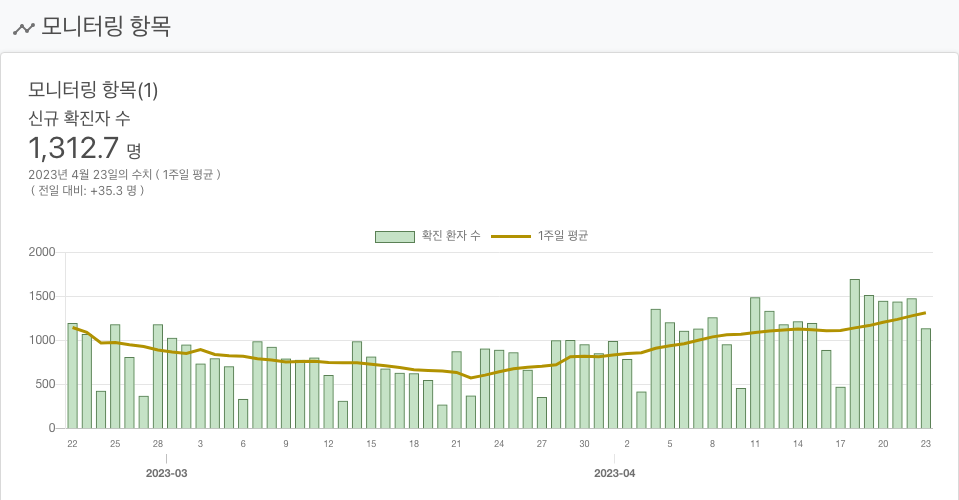 모니터링 항목
모니터링 항목(1)
신규 확진자 수
1,312.7 명
2023년 4월 23일의 수치 ( 1주일 평균 )
( 전일 대비: +35.3 명 )
확진 환자 수 1주일 평균
2000
1500
1000
500
0
22 25 28 3 6 9 12 15 18 21 24 27 30 2 5 8 11 14 17 20 23
2023-03 2023-04